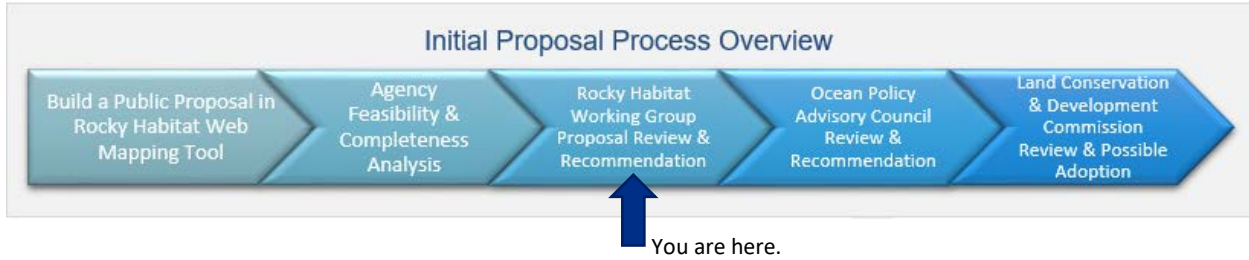 Initial Proposal Process Overview
Build a Public Proposal in
Rocky Habitat Web
Mapping Tool
Agency
Feasibility &
Completeness
Analysis
Rocky Habitat
Working Group
Proposal Review &
Recommendation
Ocean Policy
Advisory Council
Review &
Recommendation
Land Conservation
& Development
Commission
Review & Possible
Adoption
You are here.